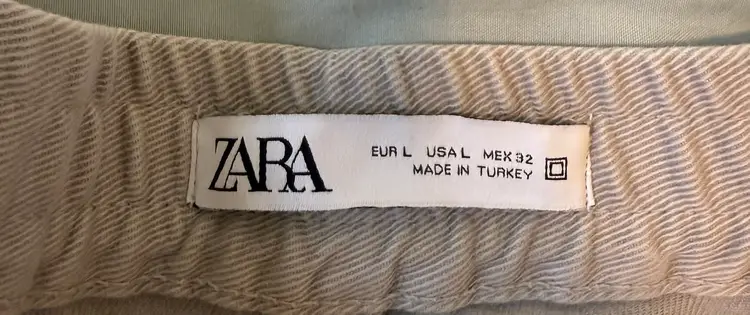 ZARA
EUR L USA L MEX 32
MADE IN TURKEY